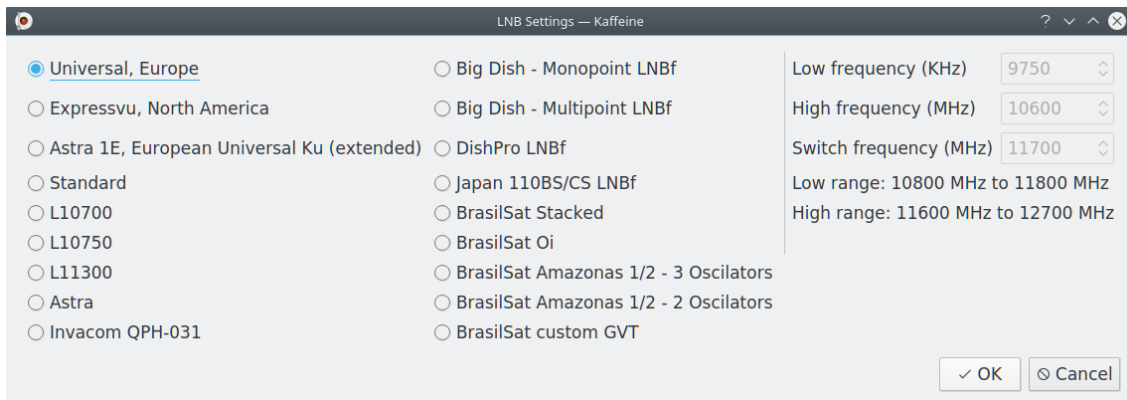 LNB Settings — Kaffeine
Universal, Europe
Expressvu, North America
Astra 1E, European Universal Ku (extended)
Standard
L10700
L10750
L11300
Astra
Invacom QPH-031
Big Dish - Monopoint LNBf
Big Dish - Multipoint LNBf
DishPro LNBf
Japan 110BS/CS LNBf
BrasilSat Stacked
BrasilSat Oi
BrasilSat Amazonas 1/2 - 3 Oscilators
BrasilSat Amazonas 1/2 - 2 Oscilators
BrasilSat custom GVT
Low frequency (KHz) 9750
High frequency (MHz) 10600
Switch frequency (MHz) 11700
Low range: 10800 MHz to 11800 MHz
High range: 11600 MHz to 12700 MHz
OK
Cancel